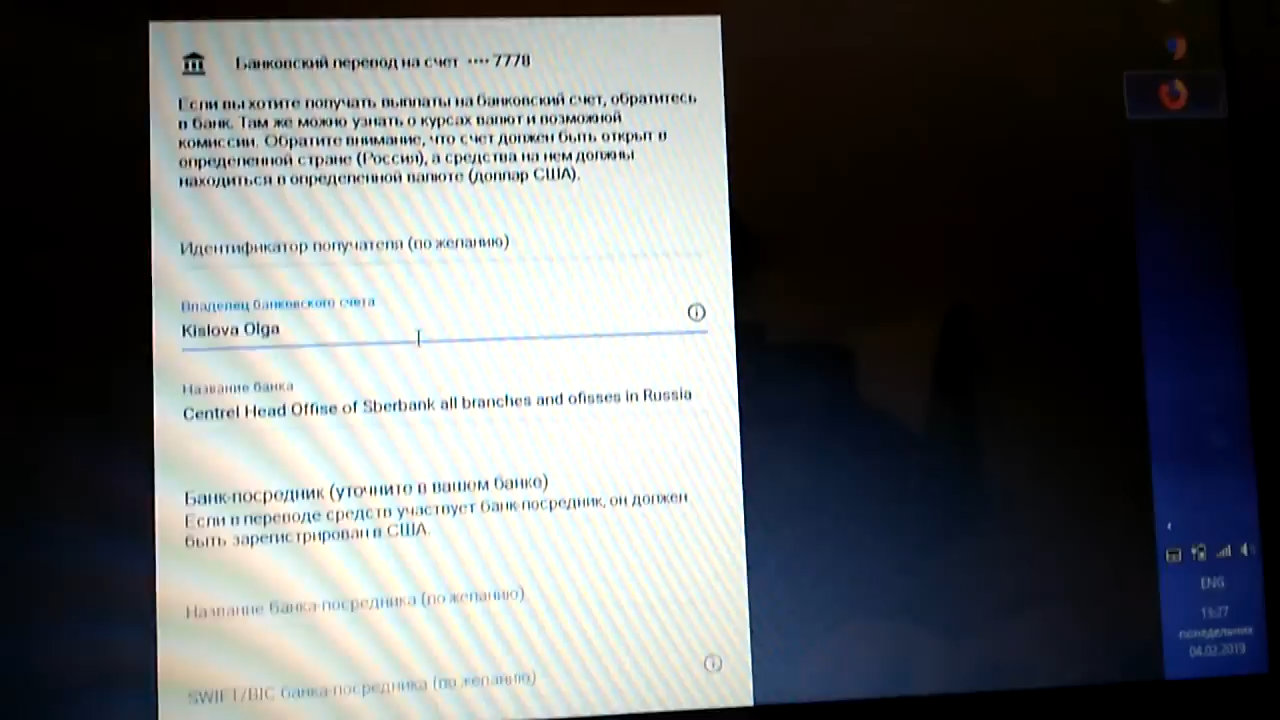 Банковский перевод на счет •••• 7778
Если вы хотите получать выплаты на банковский счет, обратитесь
в банк. Там же можно узнать о курсах валют и возможной
комиссии. Обратите внимание, что счет должен быть открыт в
определенной стране (Россия), а средства на нем должны
находиться в определенной валюте (доллар США).
Идентификатор получателя (по желанию)
Владелец банковского счета
Kislova Olga
Название банка
Centrel Head Offise of Sberbank all branches and ofisses in Russia
Банк-посредник (уточните в вашем банке)
Если в переводе средств участвует банк-посредник, он должен
быть зарегистрирован в США.
Название банка-посредника (по желанию)
SWIFT/BIC банка-посредника (по желанию)
ENG
понедельник
04.02.2019